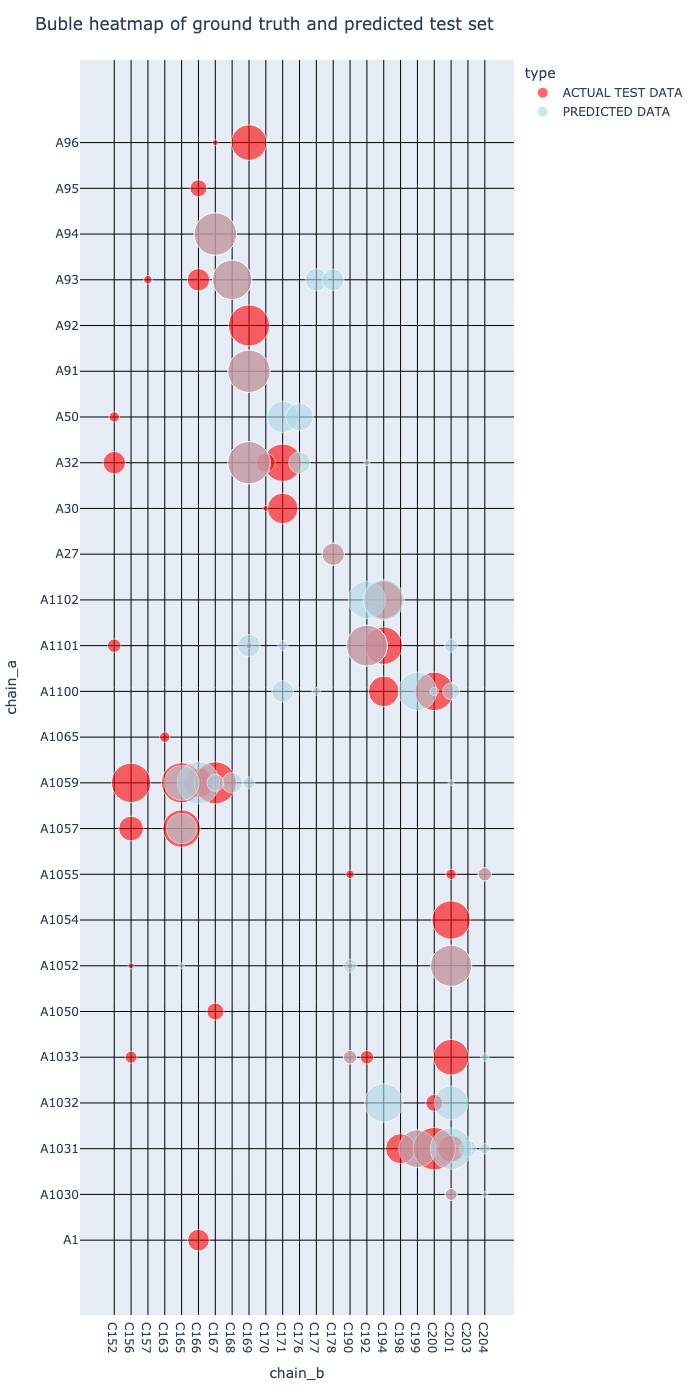 Buble heatmap of ground truth and predicted test set
type
ACTUAL TEST DATA
PREDICTED DATA
A96
A95
A94
A93
A92
A91
A50
A32
A30
A27
A1102
A1101
A1100
A1065
A1059
A1057
A1055
A1054
A1052
A1050
A1033
A1032
A1031
A1030
A1
chain_a
C152
C156
C157
C163
C165
C166
C167
C168
C169
C170
C171
C176
C177
C178
C190
C192
C194
C198
C199
C200
C201
C203
C204
chain_b